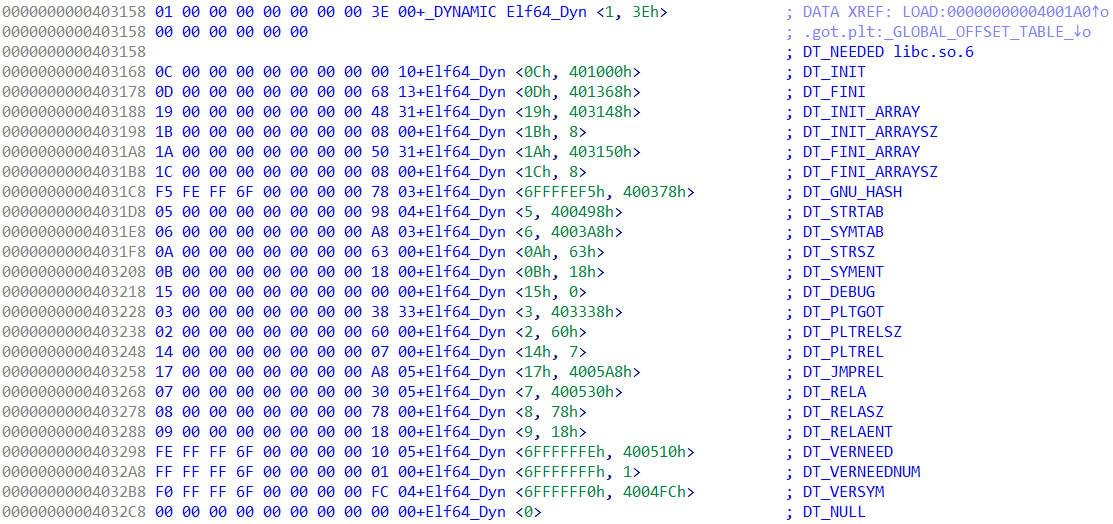 0000000000403158 01 00 00 00 00 00 00 00 3E 00+_DYNAMIC Elf64_Dyn <1, 3Eh> ; DATA XREF: LOAD:00000000004001A0↑o
0000000000403158 00 00 00 00 00 00 ; .got.plt:_GLOBAL_OFFSET_TABLE_↓o
0000000000403158 ; DT_NEEDED libc.so.6
0000000000403168 0C 00 00 00 00 00 00 00 00 10+Elf64_Dyn <0Ch, 401000h> ; DT_INIT
0000000000403178 0D 00 00 00 00 00 00 00 68 13+Elf64_Dyn <0Dh, 401368h> ; DT_FINI
0000000000403188 19 00 00 00 00 00 00 00 48 31+Elf64_Dyn <19h, 403148h> ; DT_INIT_ARRAY
0000000000403198 1B 00 00 00 00 00 00 00 08 00+Elf64_Dyn <1Bh, 8> ; DT_INIT_ARRAYSZ
00000000004031A8 1A 00 00 00 00 00 00 00 50 31+Elf64_Dyn <1Ah, 403150h> ; DT_FINI_ARRAY
00000000004031B8 1C 00 00 00 00 00 00 00 08 00+Elf64_Dyn <1Ch, 8> ; DT_FINI_ARRAYSZ
00000000004031C8 F5 FE FF 6F 00 00 00 00 78 03+Elf64_Dyn <6FFFFEF5h, 400378h> ; DT_GNU_HASH
00000000004031D8 05 00 00 00 00 00 00 00 98 04+Elf64_Dyn <5, 400498h> ; DT_STRTAB
00000000004031E8 06 00 00 00 00 00 00 00 A8 03+Elf64_Dyn <6, 4003A8h> ; DT_SYMTAB
00000000004031F8 0A 00 00 00 00 00 00 00 63 00+Elf64_Dyn <0Ah, 63h> ; DT_STRSZ
0000000000403208 0B 00 00 00 00 00 00 00 18 00+Elf64_Dyn <0Bh, 18h> ; DT_SYMENT
0000000000403218 15 00 00 00 00 00 00 00 00 00+Elf64_Dyn <15h, 0> ; DT_DEBUG
0000000000403228 03 00 00 00 00 00 00 00 38 33+Elf64_Dyn <3, 403338h> ; DT_PLTGOT
0000000000403238 02 00 00 00 00 00 00 00 60 00+Elf64_Dyn <2, 60h> ; DT_PLTRELSZ
0000000000403248 14 00 00 00 00 00 00 00 07 00+Elf64_Dyn <14h, 7> ; DT_PLTREL
0000000000403258 17 00 00 00 00 00 00 00 A8 05+Elf64_Dyn <17h, 4005A8h> ; DT_JMPREL
0000000000403268 07 00 00 00 00 00 00 00 30 05+Elf64_Dyn <7, 400530h> ; DT_RELA
0000000000403278 08 00 00 00 00 00 00 00 78 00+Elf64_Dyn <8, 78h> ; DT_RELASZ
0000000000403288 09 00 00 00 00 00 00 00 18 00+Elf64_Dyn <9, 18h> ; DT_RELAENT
0000000000403298 FE FF FF 6F 00 00 00 00 10 05+Elf64_Dyn <6FFFFFFEh, 400510h> ; DT_VERNEED
00000000004032A8 FF FF FF 6F 00 00 00 00 01 00+Elf64_Dyn <6FFFFFFFh, 1> ; DT_VERNEEDNUM
00000000004032B8 F0 FF FF 6F 00 00 00 00 FC 04+Elf64_Dyn <6FFFFFF0h, 4004FCh> ; DT_VERSYM
00000000004032C8 00 00 00 00 00 00 00 00 00 00+Elf64_Dyn <0> ; DT_NULL